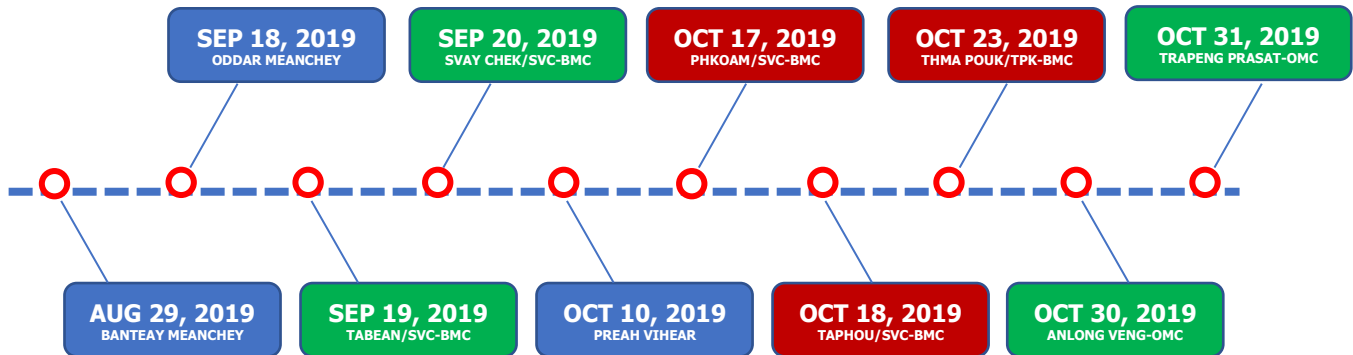 SEP 18, 2019
ODDAR MEANCHEY
SEP 20, 2019
SVAY CHEK/SVC-BMC
OCT 17, 2019
PHKOAM/SVC-BMC
OCT 23, 2019
THMA POUK/TPK-BMC
OCT 31, 2019
TRAPENG PRASAT-OMC
AUG 29, 2019
BANTEAY MEANCHEY
SEP 19, 2019
TABEAN/SVC-BMC
OCT 10, 2019
PREAH VIHEAR
OCT 18, 2019
TAPHOU/SVC-BMC
OCT 30, 2019
ANLONG VENG-OMC